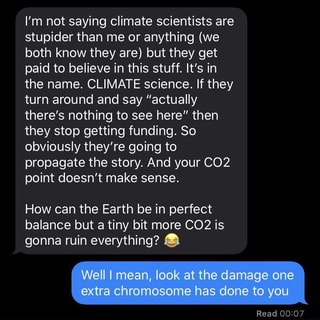 I'm not saying climate scientists are
stupider than me or anything (we
both know they are) but they get
paid to believe in this stuff. It's in
the name. CLIMATE science. If they
turn around and say “actually
there's nothing to see here” then
they stop getting funding. So
obviously they're going to
propagate the story. And your CO2
point doesn't make sense.

How can the Earth be in perfect
balance but a tiny bit more CO2 is
gonna ruin everything? 😂
Well I mean, look at the damage one
extra chromosome has done to you
Read 00:07